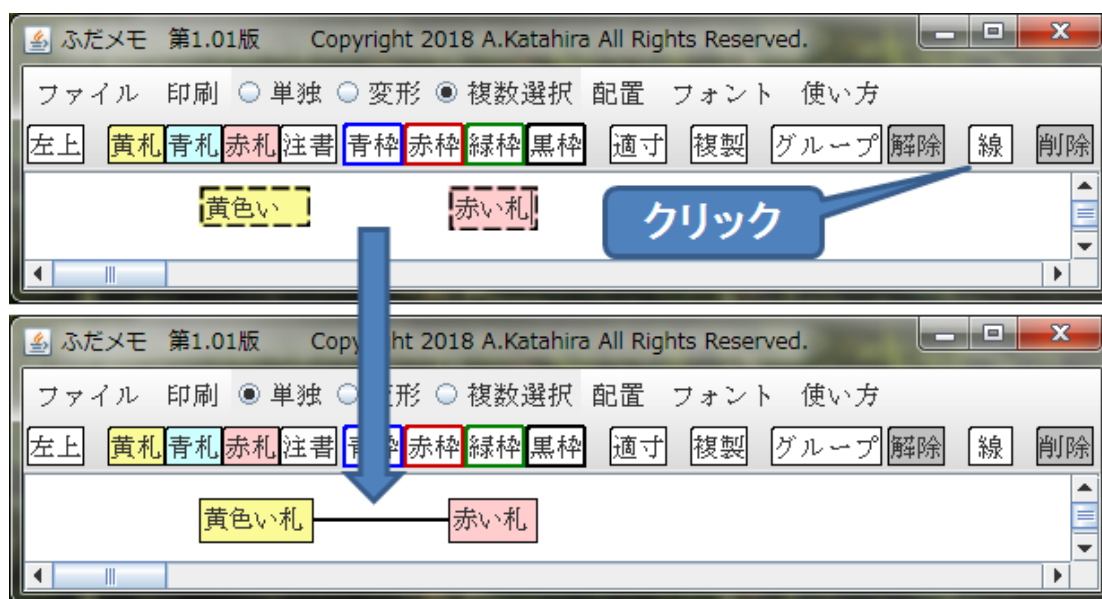 ふだメモ 第1.01版 Copyright 2018 A.Katahira All Rights Reserved.
ファイル 印刷 単独 変形 複数選択 配置 フォント 使い方
左上 黄札 青札 赤札 注書 青枠 赤枠 緑枠 黒枠 適寸 複製 グループ 解除 線 削除
黄色い 赤い札
クリック
ふだメモ 第1.01版 Copy ht 2018 A.Katahira All Rights Reserved.
ファイル 印刷 単独 形 複数選択 配置 フォント 使い方
左上 黄札 青札 赤札 注書 枠 赤枠 緑枠 黒枠 適寸 複製 グループ 解除 線 削除
黄色い札 赤い札